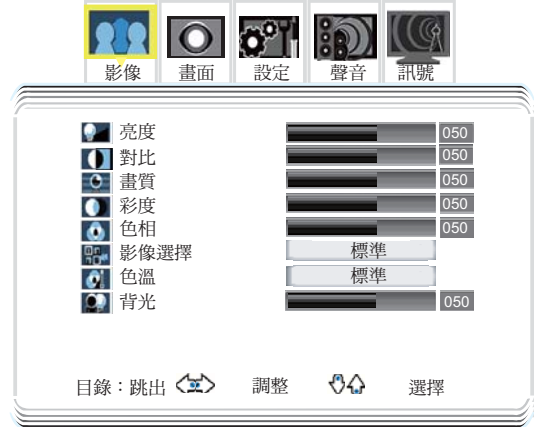 影像 畫面 設定 聲音 訊號
亮度 050
對比 050
畫質 050
彩度 050
色相 050
影像選擇 標準
色溫 標準
背光 050
目錄：跳出 調整 選擇